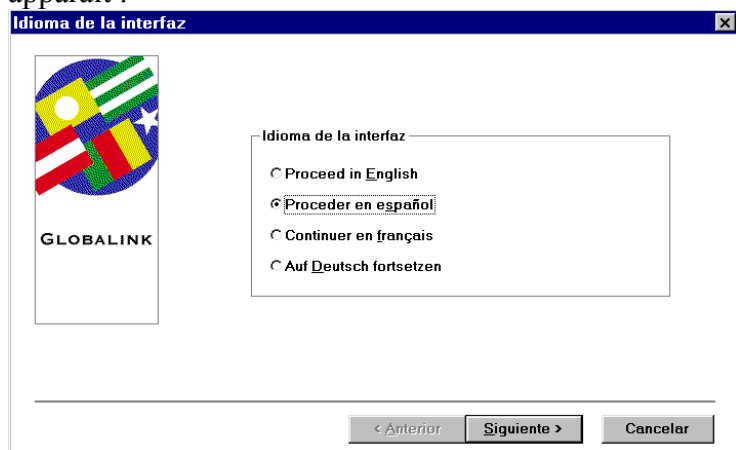 apparaît :
Idioma de la interfaz
Idioma de la interfaz
Proceed in English
Proceder en español
GLOBALINK
Continuer en français
Auf Deutsch fortsetzen
< Anterior
Siguiente >
Cancelar